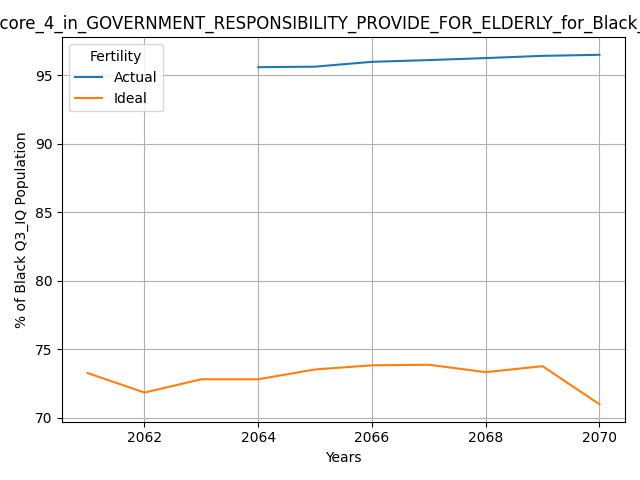 core_4_in_GOVERNMENT_RESPONSIBILITY_PROVIDE_FOR_ELDERLY_for_Black_
Fertility
Actual
Ideal
% of Black Q3_IQ Population
95
90
85
80
75
70
2062 2064 2066 2068 2070
Years